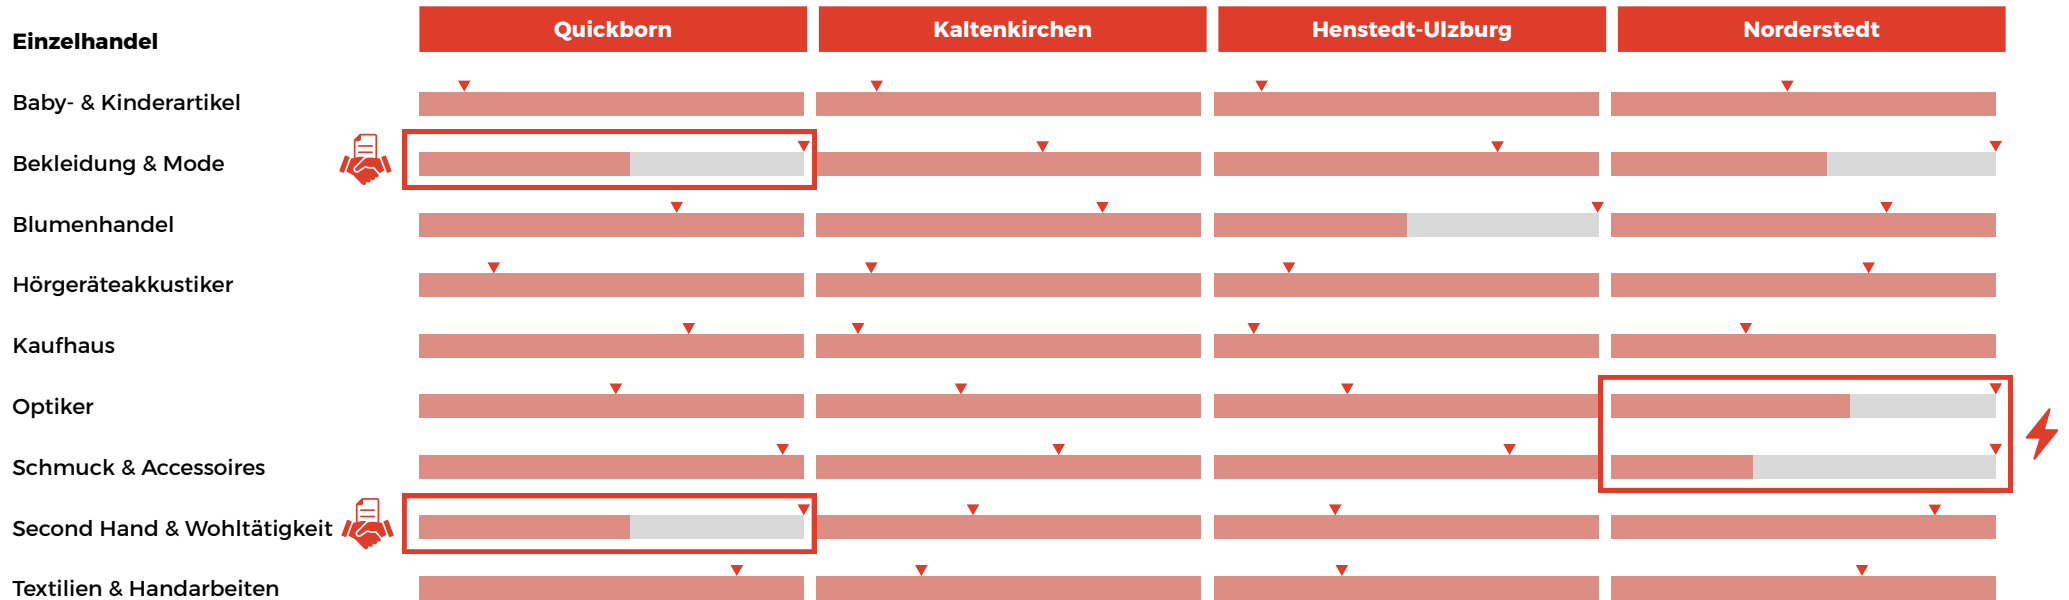 Einzelhandel
Quickborn
Kaltenkirchen
Henstedt-Ulzburg
Norderstedt
Baby- & Kinderartikel
Bekleidung & Mode
Blumenhandel
Hörgeräteakkustiker
Kaufhaus
Optiker
Schmuck & Accessoires
Second Hand & Wohltätigkeit
Textilien & Handarbeiten